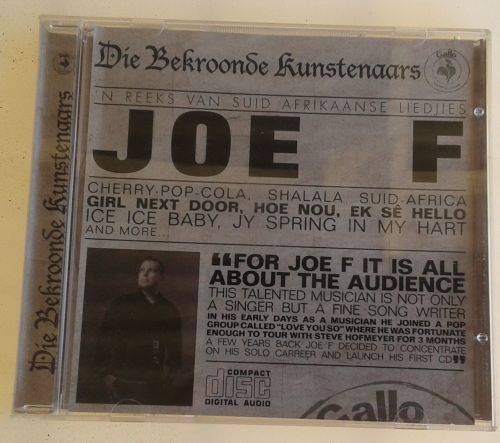 Die Bekroonde Kunstenaars
Gallo
'N REEKS VAN SUID AFRIKAANSE LIEDJIES
JOE F
CHERRY-POP-COLA, SHALALA SUID-AFRICA
GIRL NEXT DOOR, HOE NOU, EK SÊ HELLO
ICE ICE BABY, JY SPRING IN MY HART
AND MORE...
"FOR JOE F IT IS ALL
ABOUT THE AUDIENCE
THIS TALENTED MUSICIAN IS NOT ONLY
A SINGER BUT A FINE SONG WRITER
IN HIS EARLY DAYS AS A MUSICIAN HE JOINED A POP
GROUP CALLED "LOVE YOU SO" WHERE HE WAS FORTUNATE
ENOUGH TO TOUR WITH STEVE HOFMEYER FOR 3 MONTHS
A FEW YEARS BACK JOE F DECIDED TO CONCENTRATE
ON HIS SOLO CARREER AND LAUNCH HIS FIRST CD"
COMPACT
disc
DIGITAL AUDIO
Gallo
Die Bekroonde Kunstenaars